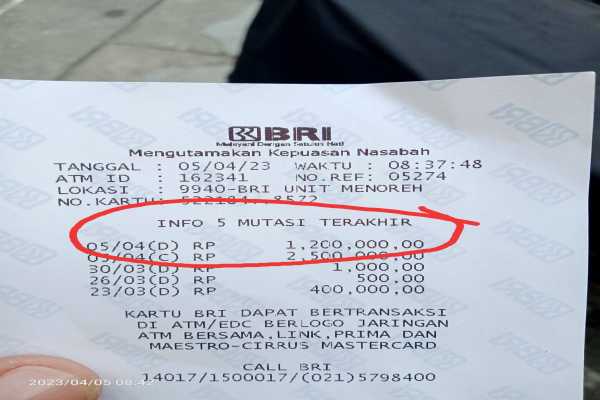 BRI
Melayani Dengan Setulus Hati
Mengutamakan Kepuasan Nasabah
TANGGAL : 05/04/23 WAKTU : 08:37:48
ATM ID : 162341 NO.REF: 05274
LOKASI : 9940-BRI UNIT MENOREH
NO.KARTU:
INFO 5 MUTASI TERAKHIR
05/04(D) RP 1,200,000.00
05/04(C) RP 2,500,000.00
30/03(D) RP 1,000.00
26/03(D) RP 500.00
23/03(D) RP 400,000.00
KARTU BRI DAPAT BERTRANSAKSI
DI ATM/EDC BERLOGO JARINGAN
ATM BERSAMA,LINK,PRIMA DAN
MAESTRO-CIRRUS MASTERCARD
CALL BRI
14017/1500017/(021)5798400
2023/04/05 08:42